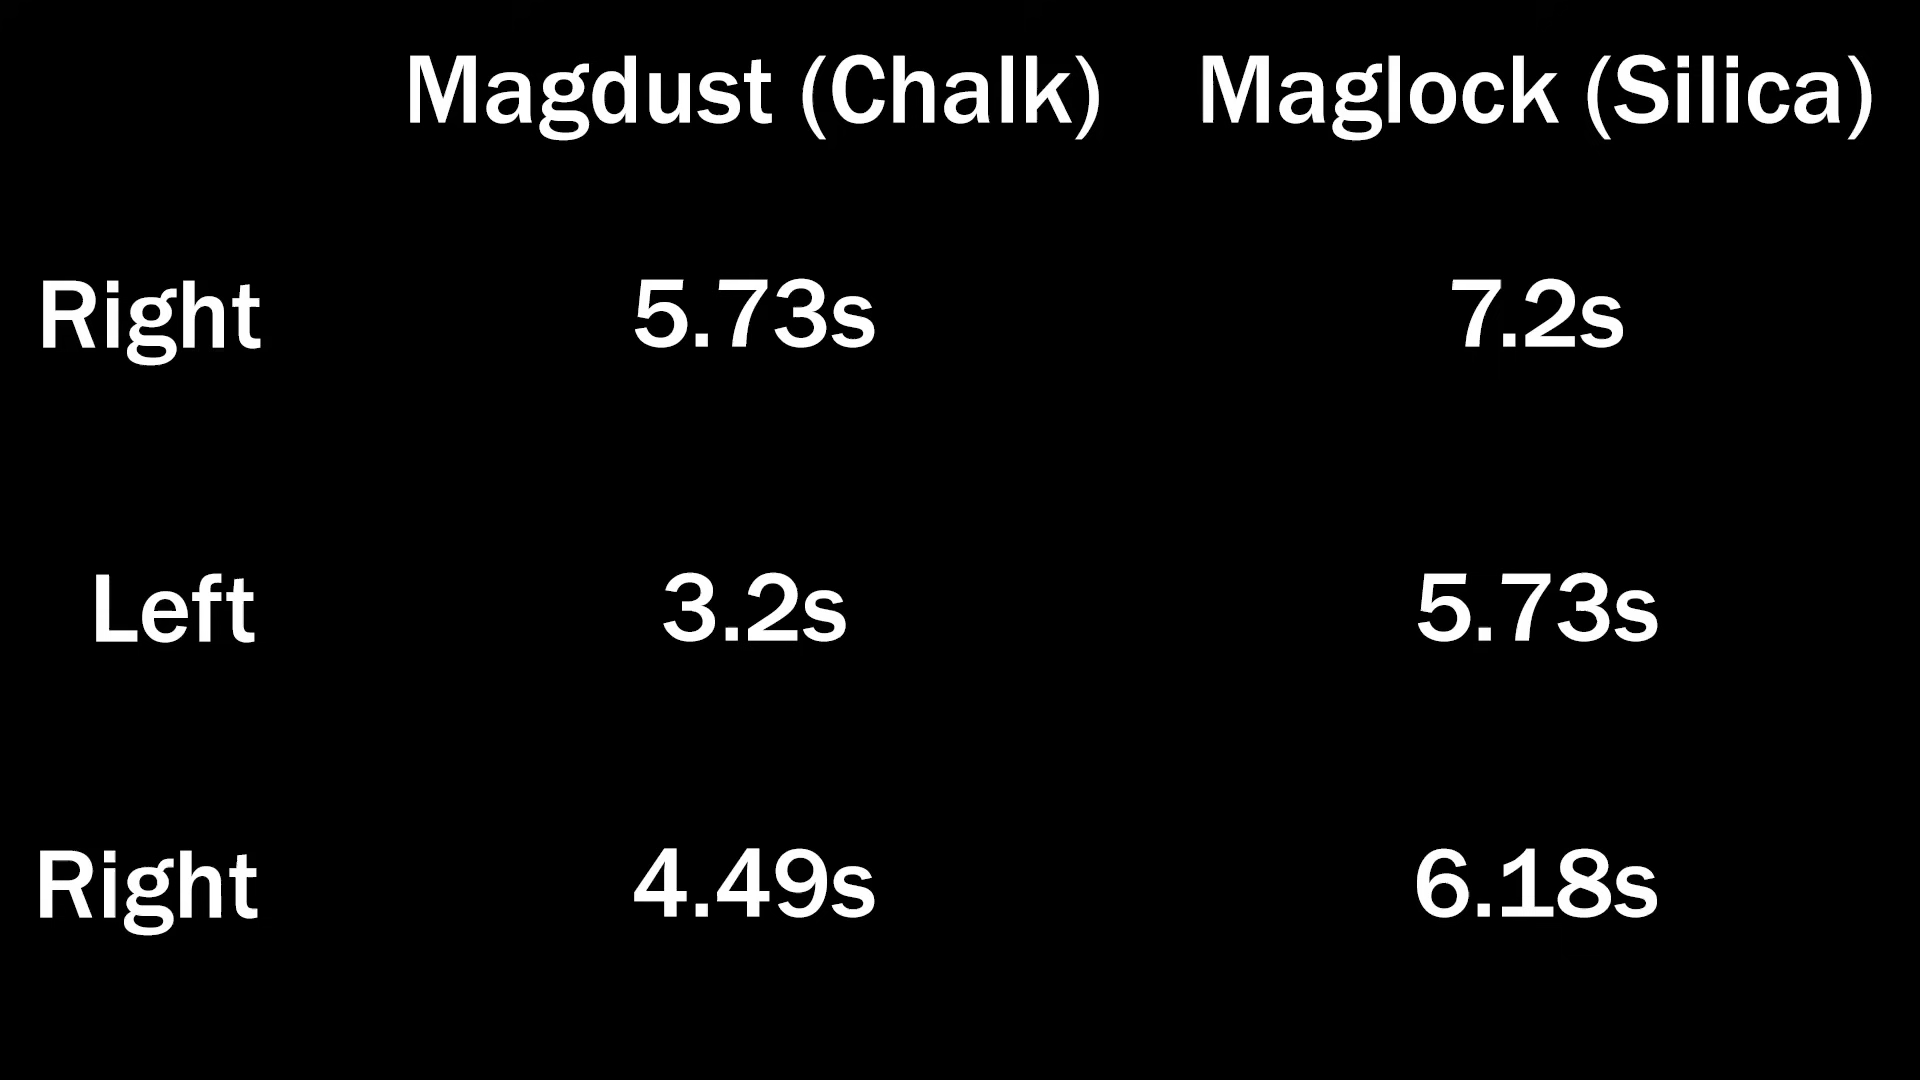 Magdust (Chalk) Maglock (Silica)
Right 5.73s 7.2s
Left 3.2s 5.73s
Right 4.49s 6.18s